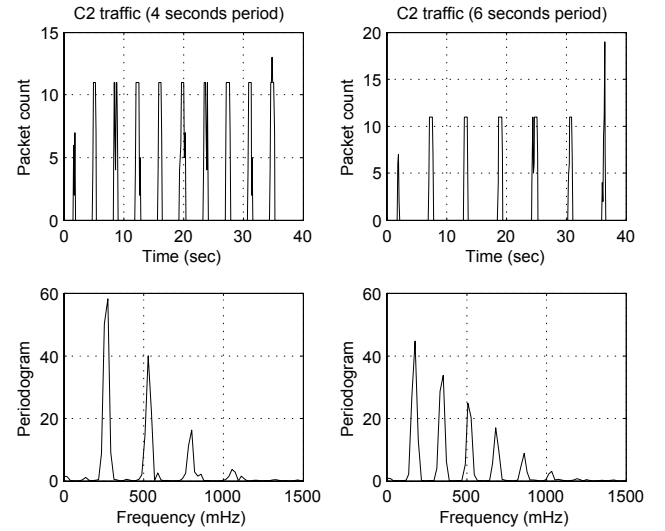 C2 traffic (4 seconds period)
15
10
5
0
Packet count
0 10 20 30 40
Time (sec)
C2 traffic (6 seconds period)
20
15
10
5
0
Packet count
0 10 20 30 40
Time (sec)
60
40
20
0
Periodogram
0 500 1000 1500
Frequency (mHz)
60
40
20
0
Periodogram
0 500 1000 1500
Frequency (mHz)